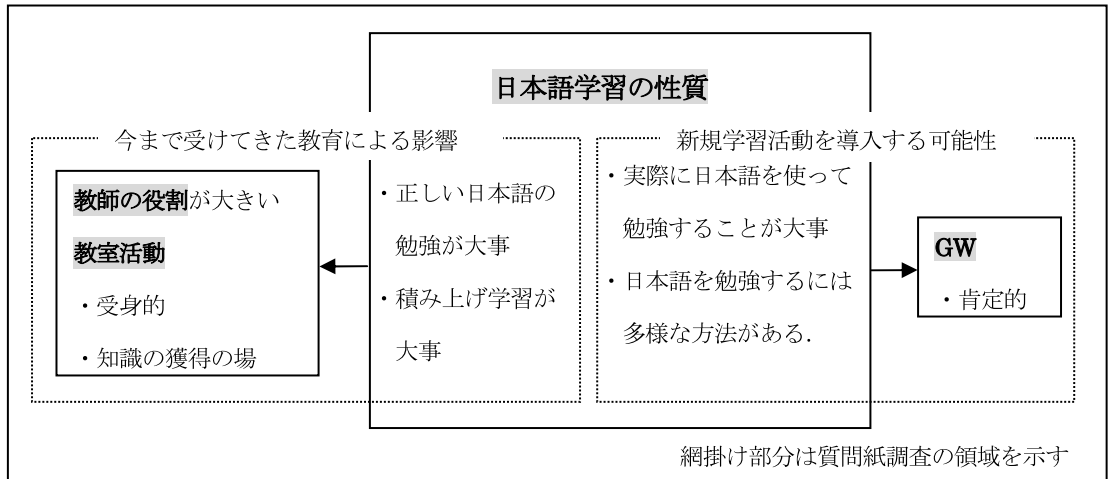 日本語学習の性質
今まで受けてきた教育による影響
教師の役割が大きい
教室活動
・受身的
・知識の獲得の場
・正しい日本語の
勉強が大事
・積み上げ学習が
大事
新規学習活動を導入する可能性
・実際に日本語を使って
勉強することが大事
・日本語を勉強するには
多様な方法がある.
GW
・肯定的
網掛け部分は質問紙調査の領域を示す